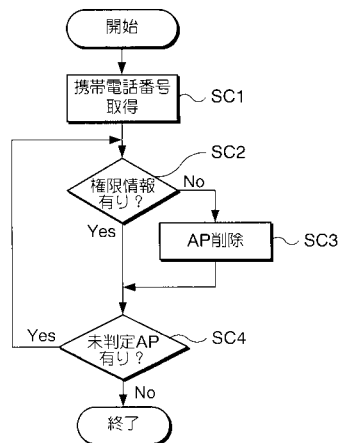 開始
携帯電話番号
取得
SC1
SC2
権限情報
有り？
No
Yes
AP削除
SC3
Yes
未判定AP
有り？
SC4
No
終了